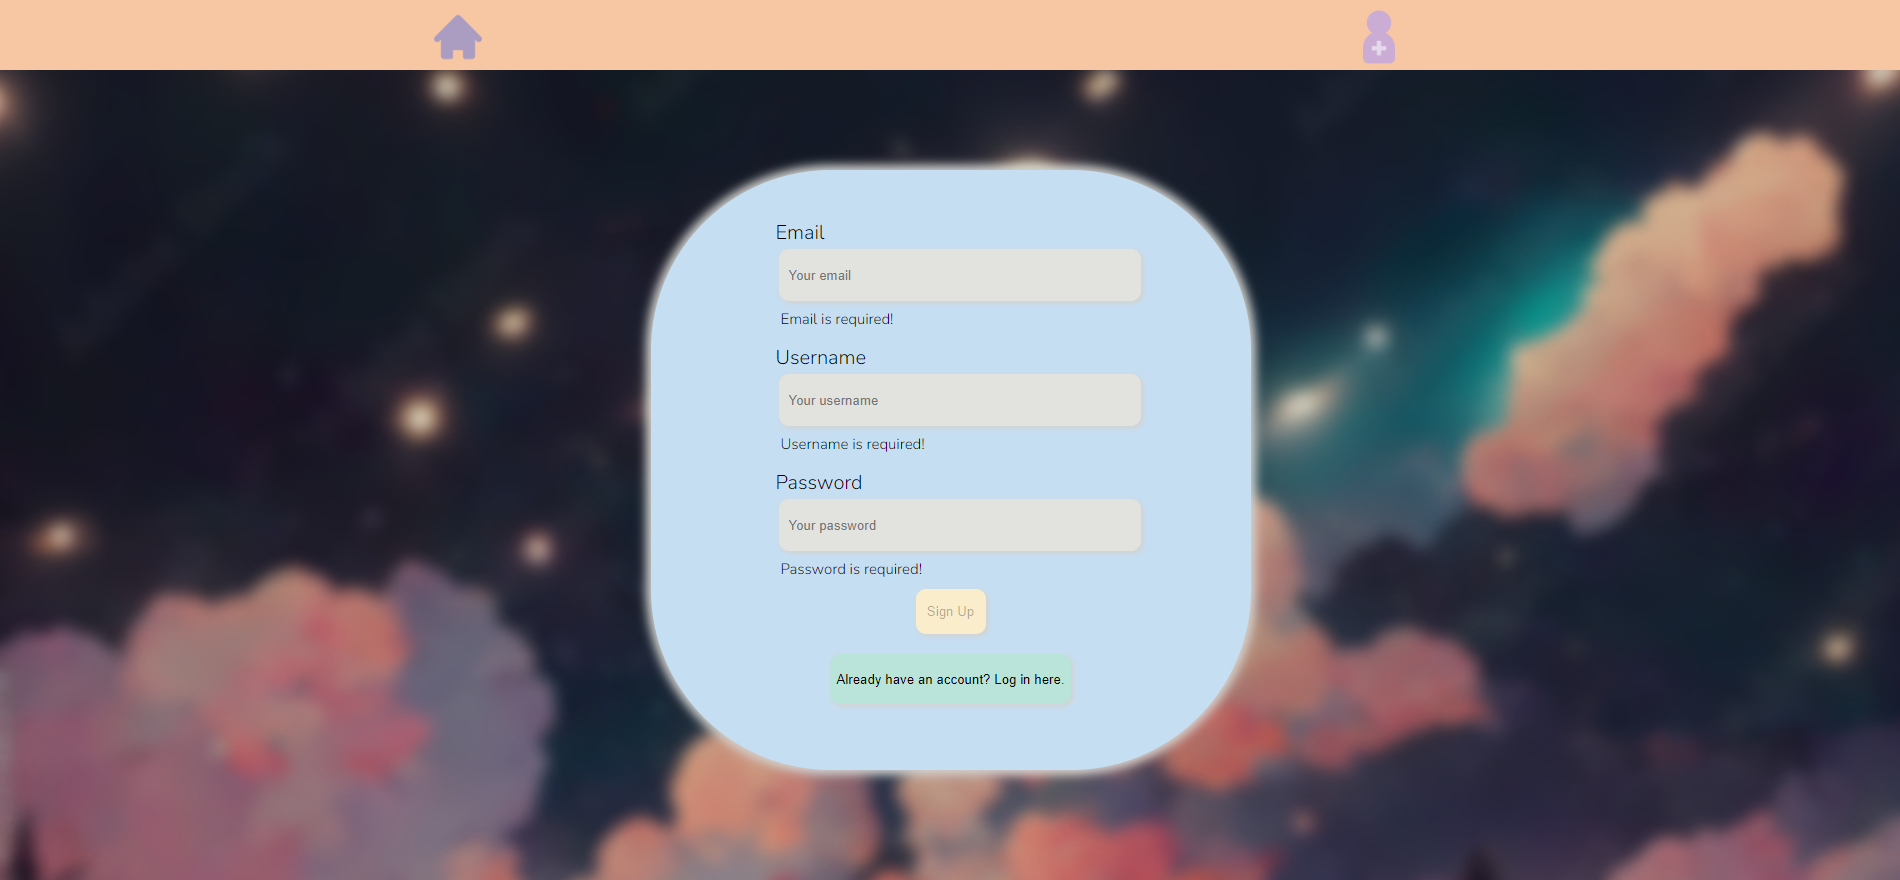 Email
Your email
Email is required!
Username
Your username
Username is required!
Password
Your password
Password is required!
Sign Up
Already have an account? Log in here.